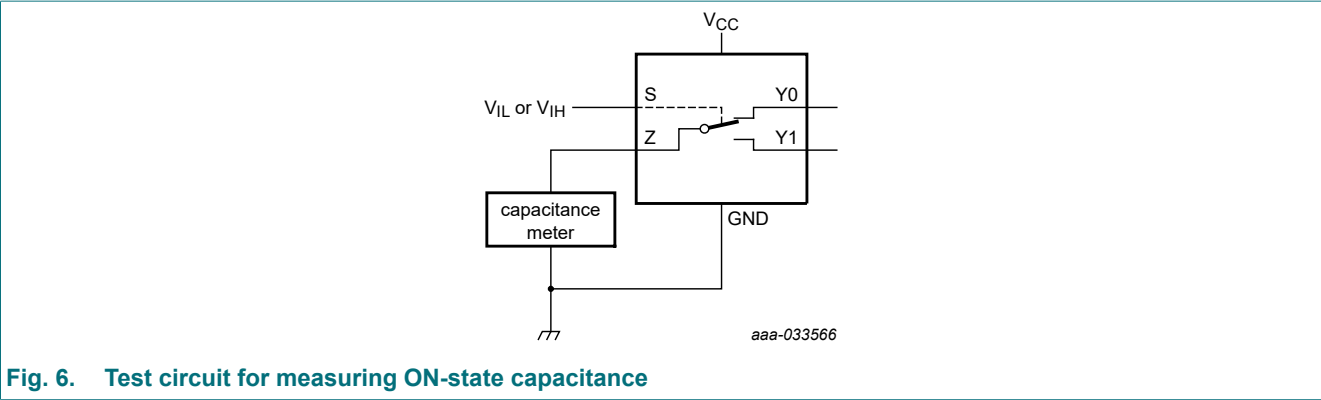 VCC
VIL or VIH
S
Y0
Z
Y1
capacitance
meter
GND
aaa-033566
Fig. 6. Test circuit for measuring ON-state capacitance